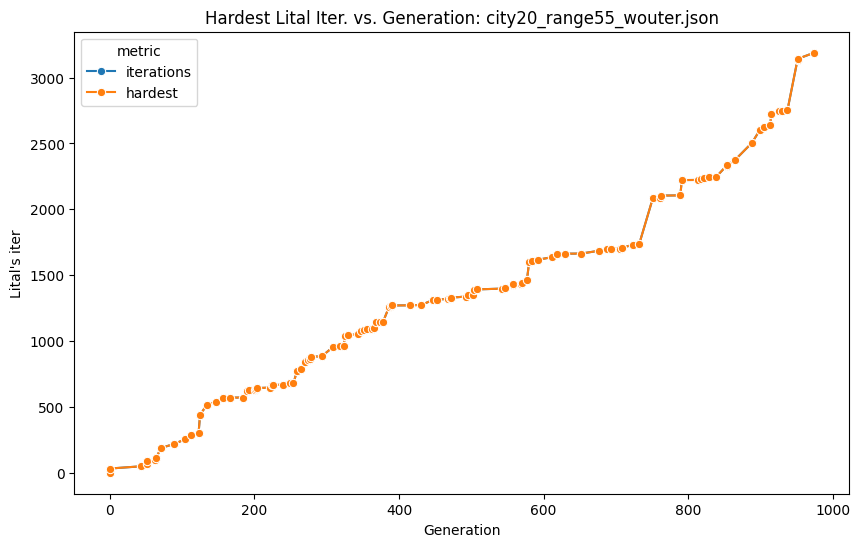 Hardest Lital Iter. vs. Generation: city20_range55_wouter.json
metric
iterations
hardest
3000
2500
2000
1500
1000
500
0
Lital's iter
0 200 400 600 800 1000
Generation